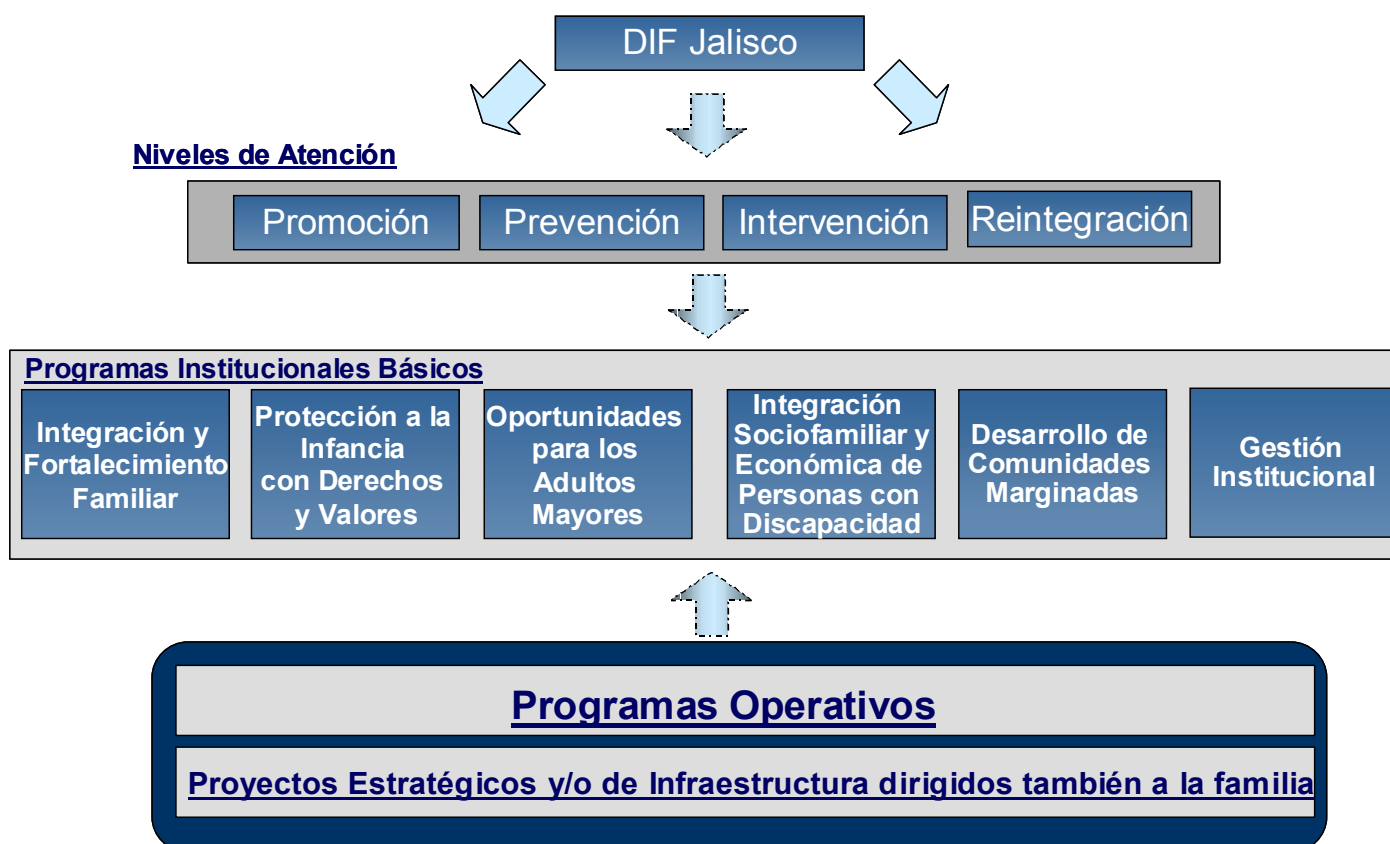 DIF Jalisco
Niveles de Atención
Promoción
Prevención
Intervención
Reintegración
Programas Institucionales Básicos
Integración y
Fortalecimiento
Familiar
Protección a la
Infancia
con Derechos
y Valores
Oportunidades
para los
Adultos
Mayores
Integración
Sociofamiliar y
Económica de
Personas con
Discapacidad
Desarrollo de
Comunidades
Marginadas
Gestión
Institucional
Programas Operativos
Proyectos Estratégicos y/o de Infraestructura dirigidos también a la familia